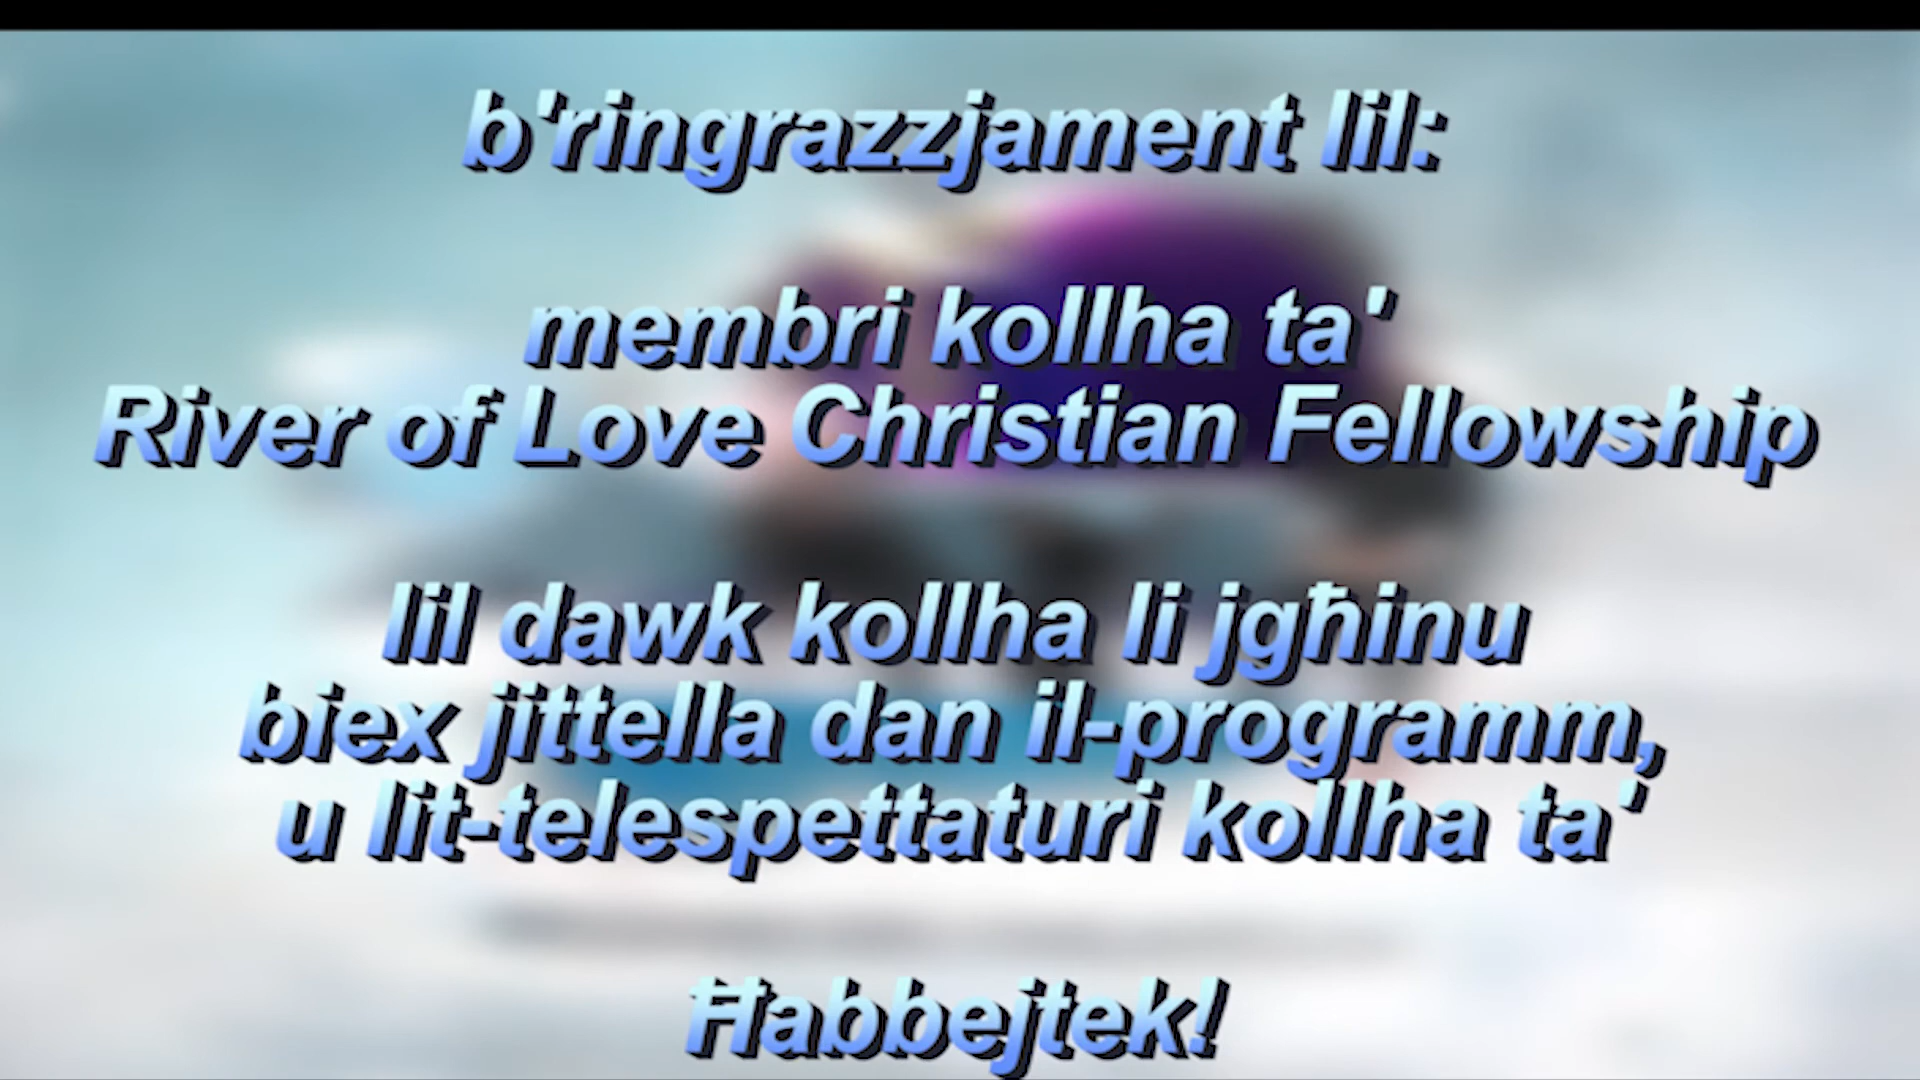 b'ringrazzjament lil:
membri kollha ta'
River of Love Christian Fellowship
lil dawk kollha li jgħinu
biex jittella dan il-programm,
u lit-telespettaturi kollha ta'
Ħabbejtek!